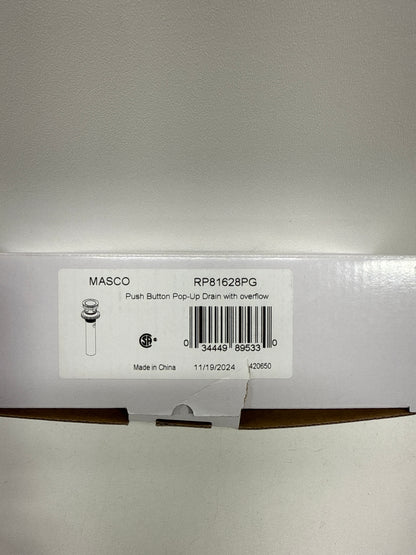 MASCO RP81628PG
Push Button Pop-Up Drain with overflow
SA ®
0 34449 89533 0
Made in China 11/19/2024 420650